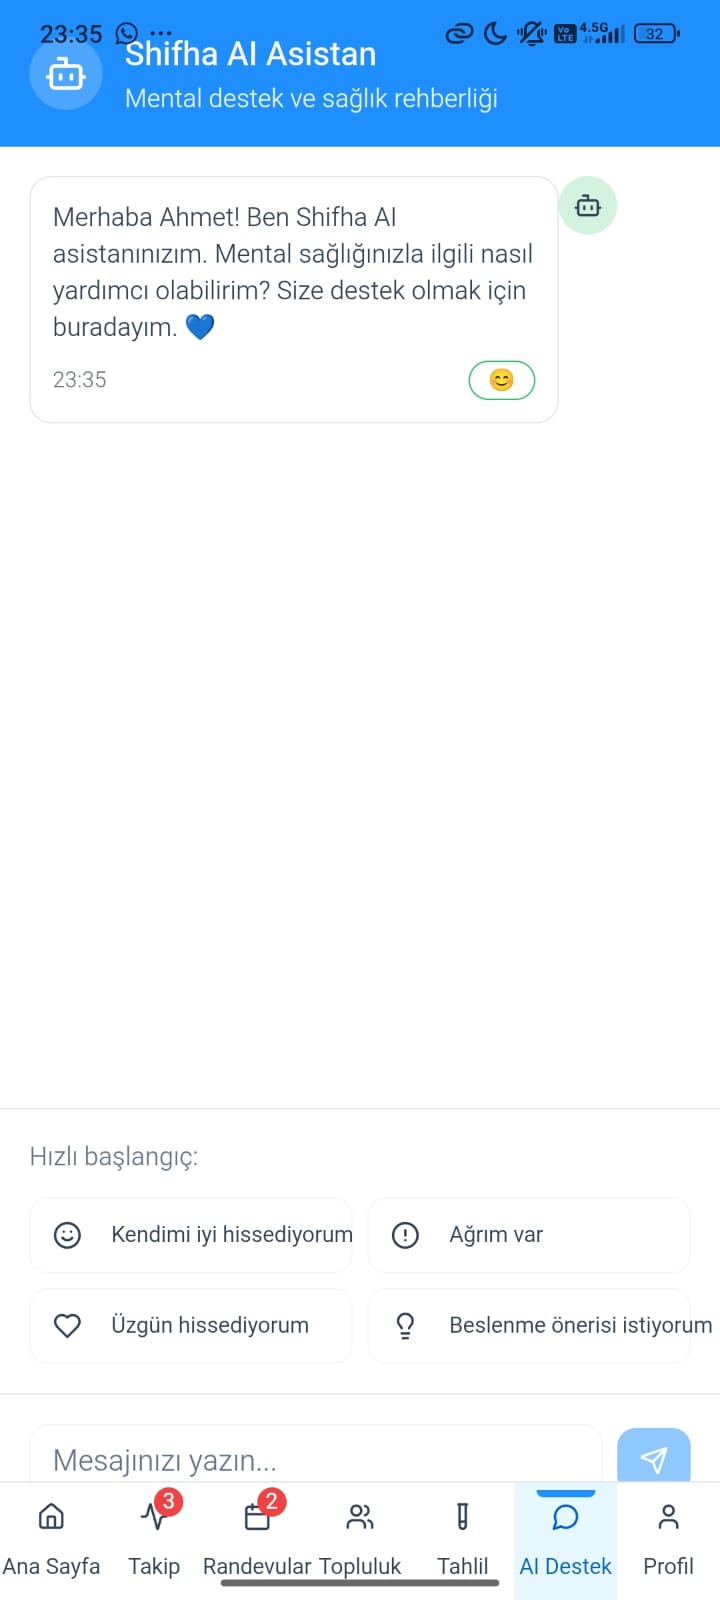 23:35 ...
Vo LTE 4.5G 32
Shifha AI Asistan
Mental destek ve sağlık rehberliği
Merhaba Ahmet! Ben Shifha AI
asistanınızım. Mental sağlığınızla ilgili nasıl
yardımcı olabilirim? Size destek olmak için
buradayım. 💙
23:35 😊
Hızlı başlangıç:
Kendimi iyi hissediyorum
Ağrım var
Üzgün hissediyorum
Beslenme önerisi istiyorum
Mesajınızı yazın...
3
2
Ana Sayfa
Takip
Randevular
Topluluk
Tahlil
AI Destek
Profil